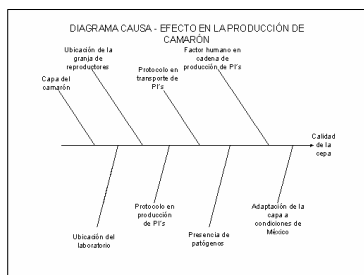 DIAGRAMA CAUSA - EFECTO EN LA PRODUCCIÓN DE
CAMARÓN
Ubicación de la
granja de
reproductores
Factor humano en
cadena de
producción de Pl's
Protocolo en
transporte de
Pl's
Capa del
camarón
Calidad
de la
cepa
Ubicación del
laboratorio
Protocolo en
producción
de Pl's
Presencia de
patógenos
Adaptación de la
capa a
condiciones de
México